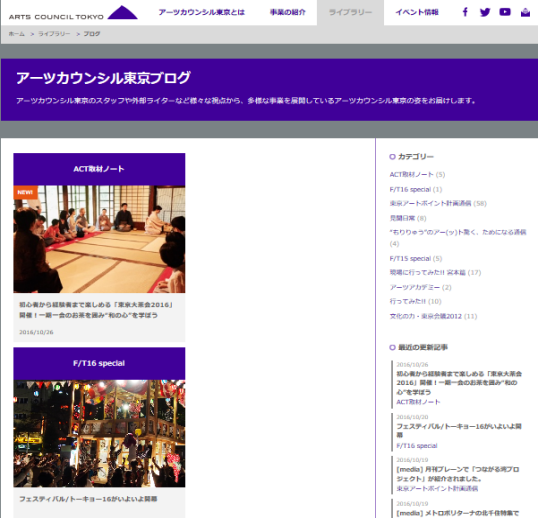 ARTS COUNCIL TOKYO
アーツカウンシル東京とは 事業の紹介 ライブラリー イベント情報
ホーム > ライブラリー > ブログ
アーツカウンシル東京ブログ
アーツカウンシル東京のスタッフや外部ライターなど様々な視点から、多様な事業を展開しているアーツカウンシル東京の姿をお届けします。
ACT取材ノート
NEW!
初心者から経験者まで楽しめる「東京大茶会2016」
開催！一期一会のお茶を囲み"和の心"を学ぼう
2016/10/26
F/T16 special
フェスティバル/トーキョー16がいよいよ開幕
カテゴリー
ACT取材ノート (5)
F/T16 special (1)
東京アートポイント計画通信 (58)
見聞日常 (8)
"もりりゅう"のアー(ッ)ト驚く、ためになる通信
(4)
F/T15 special (5)
現場に行ってみた!! 宮本編 (17)
アーツアカデミー (2)
行ってみた!! (10)
文化の力・東京会議2012 (11)
最近の更新記事
2016/10/26
初心者から経験者まで楽しめる「東京大茶会
2016」開催！一期一会のお茶を囲み"和の
心"を学ぼう
ACT取材ノート
2016/10/20
フェスティバル/トーキョー16がいよいよ開
幕
F/T16 special
2016/10/19
[media] 月刊プレーンで「つながる湾プロ
ジェクト」が紹介されました。
東京アートポイント計画通信
2016/10/19
[media] メトロポリターナの北千住特集で